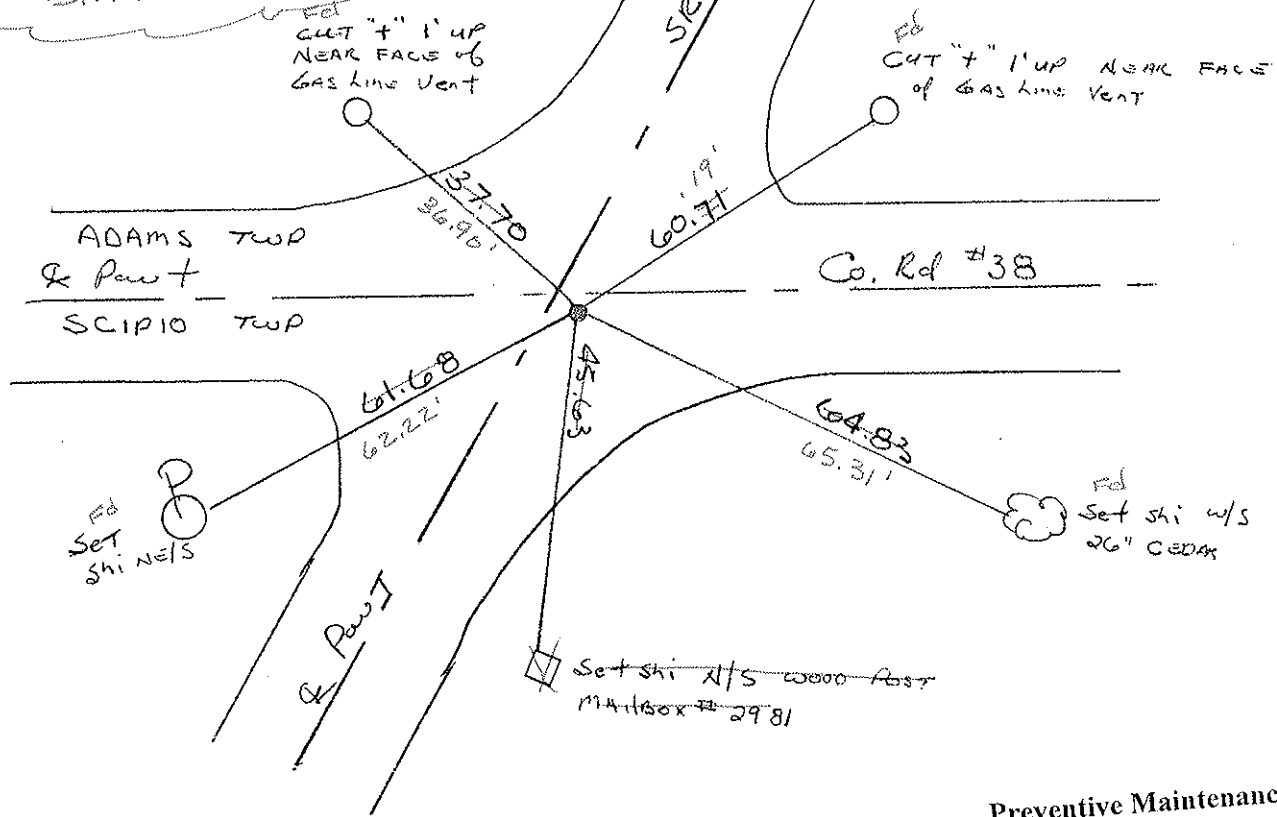 Fd
CUT "+" 1' UP
NEAR FACE of
GAS Line Vent
SR
Fd
CUT "+" 1' UP NEAR FACE
of GAS Line Vent
37.70
36.90'
60.71
.19'
ADAMS TWP
℄ Pav't
SCIPIO TWP
Co. Rd #38
61.68
62.22'
45.63
64.83
65.31'
P
Fd
Set
Shi NE/S
Fd
Set shi w/s
26" CEDAR
℄ Pav't
Set shi N/S WOOD POST
MAilBOX # 2981
Preventive Maintenanc